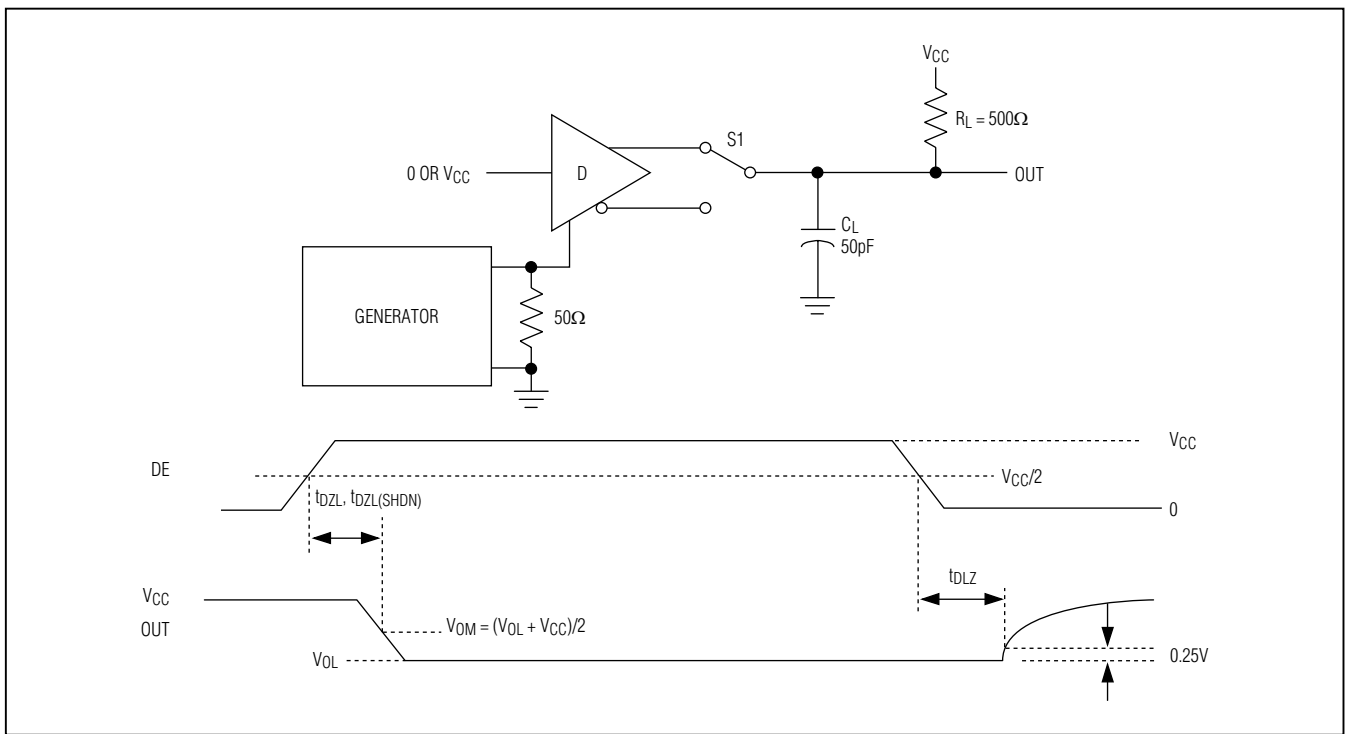 VCC
RL = 500Ω
S1
0 OR VCC
D
OUT
CL
50pF
GENERATOR
50Ω
VCC
DE
VCC/2
tDZL, tDZL(SHDN)
0
tDLZ
VCC
OUT
VOM = (VOL + VCC)/2
VOL
0.25V